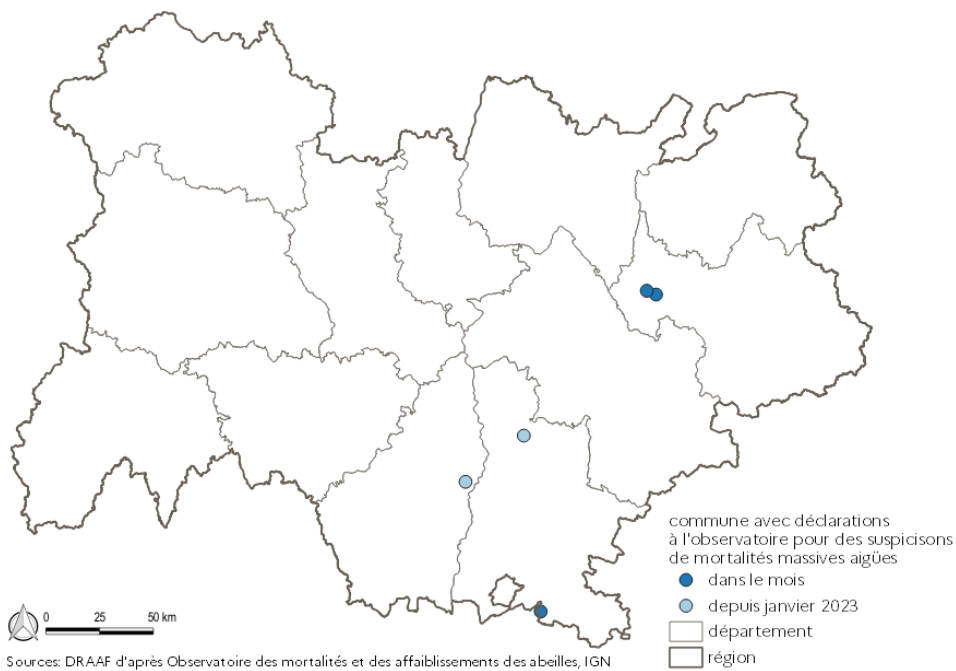 commune avec déclarations
à l'observatoire pour des suspicisons
de mortalités massives aigües
dans le mois
depuis janvier 2023
département
région
0 25 50 km
Sources: DRAAF d'après Observatoire des mortalités et des affaiblissements des abeilles, IGN